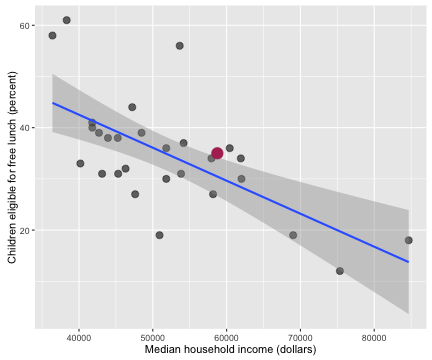 Children eligible for free lunch (percent)
60
40
20
40000 50000 60000 70000 80000
Median household income (dollars)